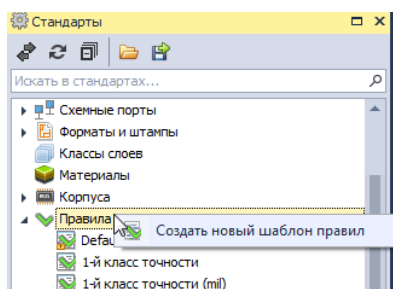 Стандарты
Искать в стандартах...
Схемные порты
Форматы и штампы
Классы слоев
Материалы
Корпуса
Правила
Создать новый шаблон правил
Defau
1-й класс точности
1-й класс точности (mil)